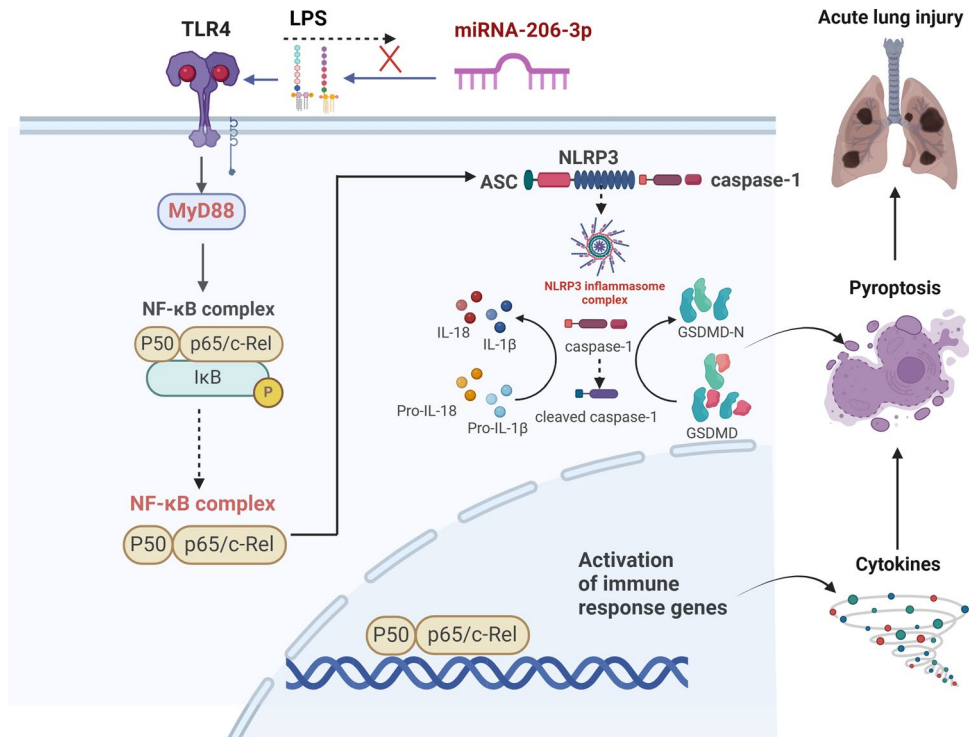 LPS
TLR4
miRNA-206-3p
Acute lung injury
MyD88
NLRP3
ASC
caspase-1
NLRP3 inflammasome
complex
NF-κB complex
P50
p65/c-Rel
IκB
P
IL-18
IL-1β
caspase-1
GSDMD-N
Pyroptosis
Pro-IL-18
Pro-IL-1β
cleaved caspase-1
GSDMD
NF-κB complex
P50
p65/c-Rel
Activation
of immune
response genes
Cytokines
P50
p65/c-Rel